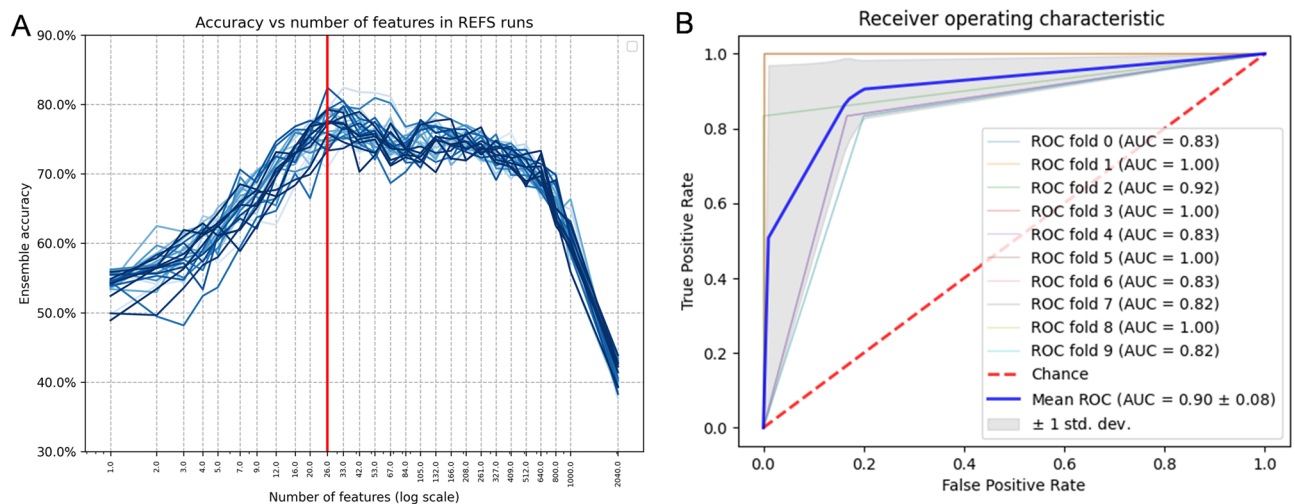 A
Accuracy vs number of features in REFS runs
90.0%
80.0%
70.0%
60.0%
50.0%
40.0%
30.0%
Ensemble accuracy
1.0
2.0
3.0
4.0
5.0
7.0
9.0
12.0
16.0
20.0
26.0
33.0
42.0
53.0
67.0
84.0
105.0
132.0
166.0
208.0
261.0
327.0
409.0
512.0
640.0
800.0
1000.0
2040.0
Number of features (log scale)
B
Receiver operating characteristic
1.0
0.8
0.6
0.4
0.2
0.0
True Positive Rate
ROC fold 0 (AUC = 0.83)
ROC fold 1 (AUC = 1.00)
ROC fold 2 (AUC = 0.92)
ROC fold 3 (AUC = 1.00)
ROC fold 4 (AUC = 0.83)
ROC fold 5 (AUC = 1.00)
ROC fold 6 (AUC = 0.83)
ROC fold 7 (AUC = 0.82)
ROC fold 8 (AUC = 1.00)
ROC fold 9 (AUC = 0.82)
Chance
Mean ROC (AUC = 0.90 ± 0.08)
± 1 std. dev.
0.0
0.2
0.4
0.6
0.8
1.0
False Positive Rate